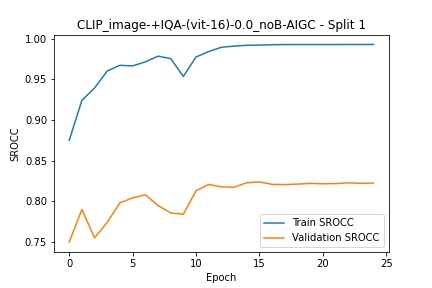 CLIP_image-+IQA-(vit-16)-0.0_noB-AIGC - Split 1
1.00
0.95
0.90
0.85
0.80
0.75
SROCC
Train SROCC
Validation SROCC
0 5 10 15 20 25
Epoch